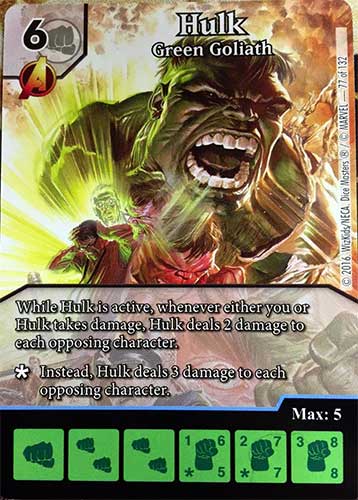 6
Hulk
Green Goliath
© 2016 WizKids/NECA. Dice Masters ® / © MARVEL — 77 of 132
While Hulk is active, whenever either you or
Hulk takes damage, Hulk deals 2 damage to
each opposing character.
* Instead, Hulk deals 3 damage to each
opposing character.
Max: 5
1 6 * 5
2 7 * 7
3 8 8